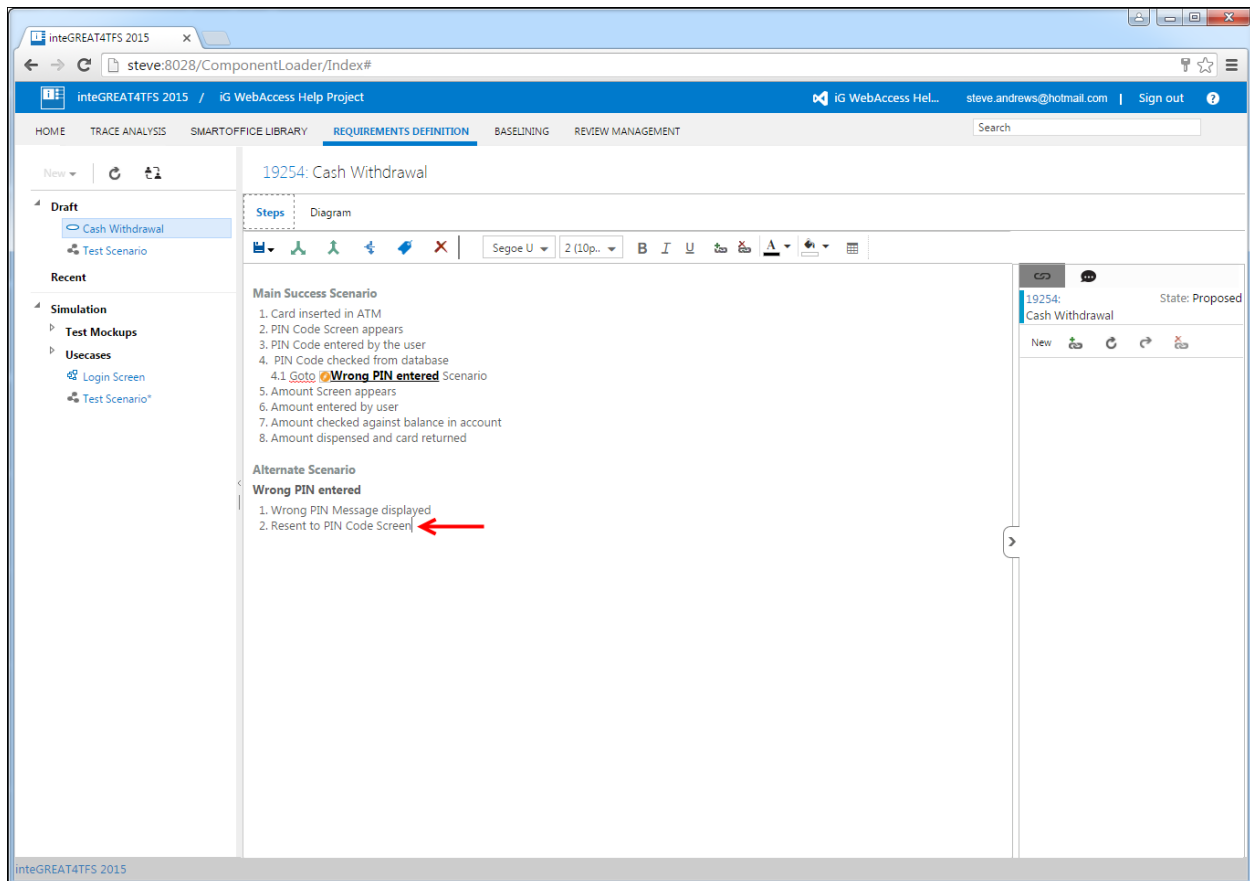 inteGREAT4TFS 2015
steve:8028/ComponentLoader/Index#
inteGREAT4TFS 2015 / iG WebAccess Help Project iG WebAccess Hel... steve.andrews@hotmail.com | Sign out ?
HOME TRACE ANALYSIS SMARTOFFICE LIBRARY REQUIREMENTS DEFINITION BASELINING REVIEW MANAGEMENT Search
New
19254: Cash Withdrawal
Draft
Cash Withdrawal
Test Scenario
Recent
Simulation
Test Mockups
Usecases
Login Screen
Test Scenario*
Steps Diagram
Segoe U 2 (10p.. B I U A
Main Success Scenario
1. Card inserted in ATM
2. PIN Code Screen appears
3. PIN Code entered by the user
4. PIN Code checked from database
4.1 Goto Wrong PIN entered Scenario
5. Amount Screen appears
6. Amount entered by user
7. Amount checked against balance in account
8. Amount dispensed and card returned
Alternate Scenario
Wrong PIN entered
1. Wrong PIN Message displayed
2. Resent to PIN Code Screen
19254: State: Proposed
Cash Withdrawal
New
inteGREAT4TFS 2015